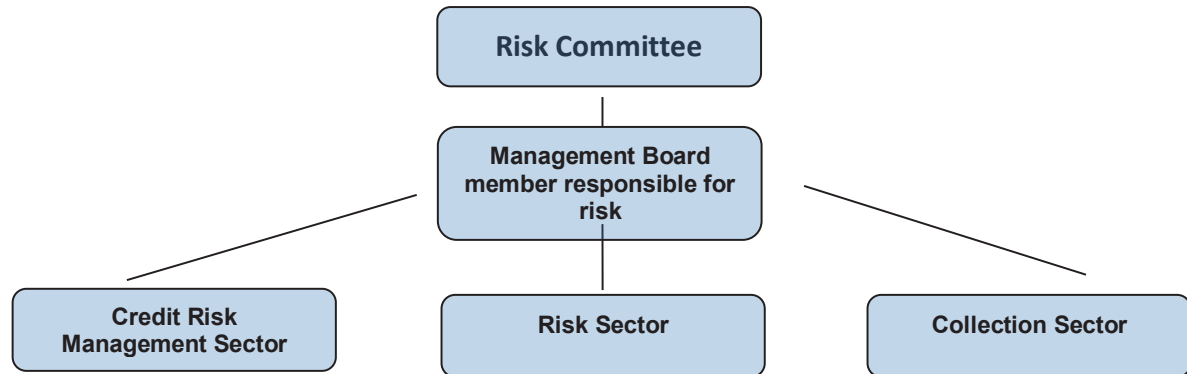 Risk Committee
Management Board
member responsible for
risk
Credit Risk
Management Sector
Risk Sector
Collection Sector